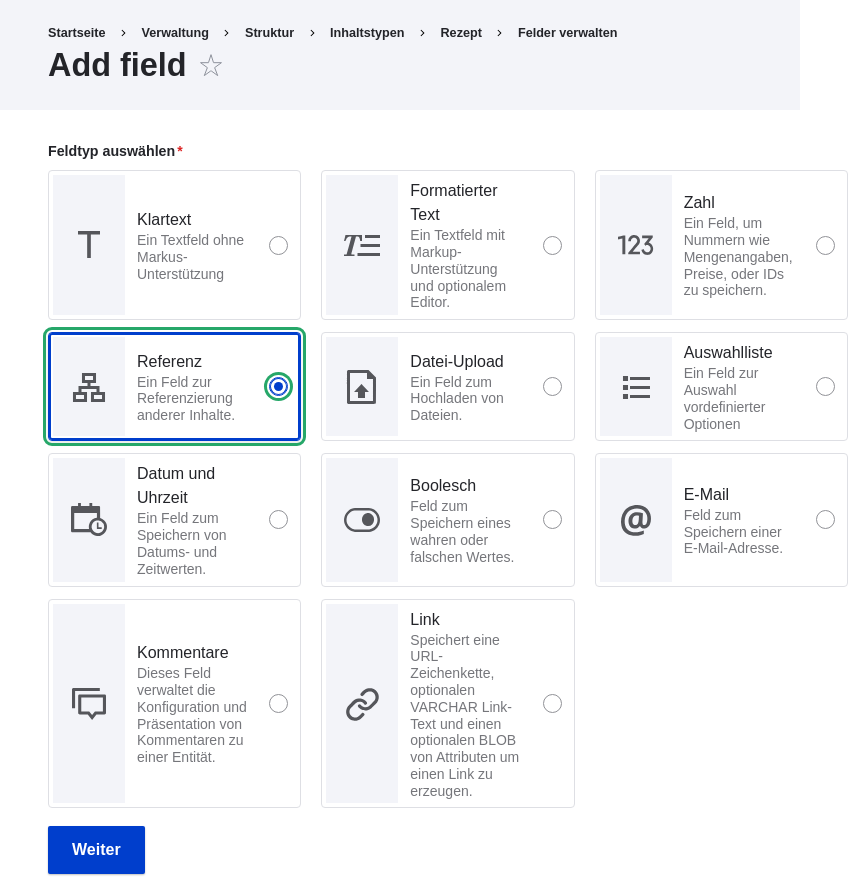 Startseite > Verwaltung > Struktur > Inhaltstypen > Rezept > Felder verwalten
Add field
Feldtyp auswählen*
Klartext
Ein Textfeld ohne
Markus-
Unterstützung
Formatierter
Text
Ein Textfeld mit
Markup-
Unterstützung
und optionalem
Editor.
123
Zahl
Ein Feld, um
Nummern wie
Mengenangaben,
Preise, oder IDs
zu speichern.
Referenz
Ein Feld zur
Referenzierung
anderer Inhalte.
Datei-Upload
Ein Feld zum
Hochladen von
Dateien.
Auswahlliste
Ein Feld zur
Auswahl
vordefinierter
Optionen
Datum und
Uhrzeit
Ein Feld zum
Speichern von
Datums- und
Zeitwerten.
Boolesch
Feld zum
Speichern eines
wahren oder
falschen Wertes.
@
E-Mail
Feld zum
Speichern einer
E-Mail-Adresse.
Kommentare
Dieses Feld
verwaltet die
Konfiguration und
Präsentation von
Kommentaren zu
einer Entität.
Link
Speichert eine
URL-
Zeichenkette,
optionalen
VARCHAR Link-
Text und einen
optionalen BLOB
von Attributen um
einen Link zu
erzeugen.
Weiter